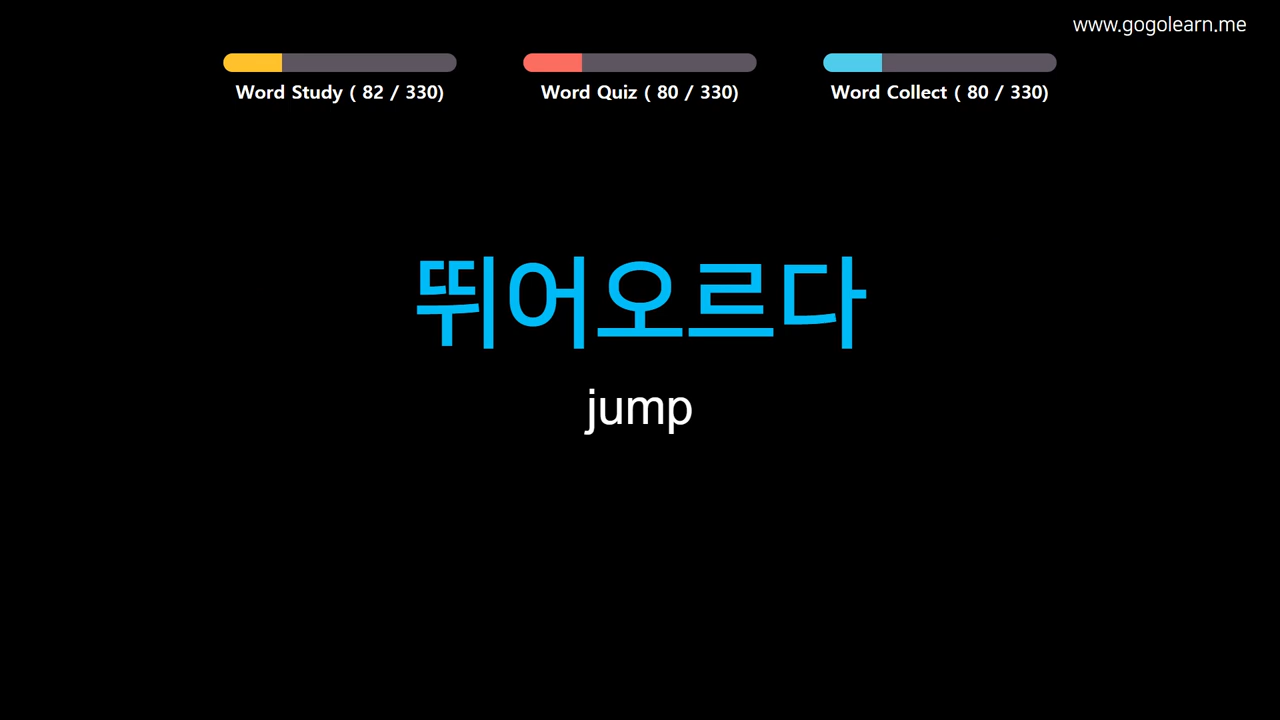 www.gogolearn.me
Word Study ( 82 / 330)
Word Quiz ( 80 / 330)
Word Collect ( 80 / 330)
뛰어오르다
jump